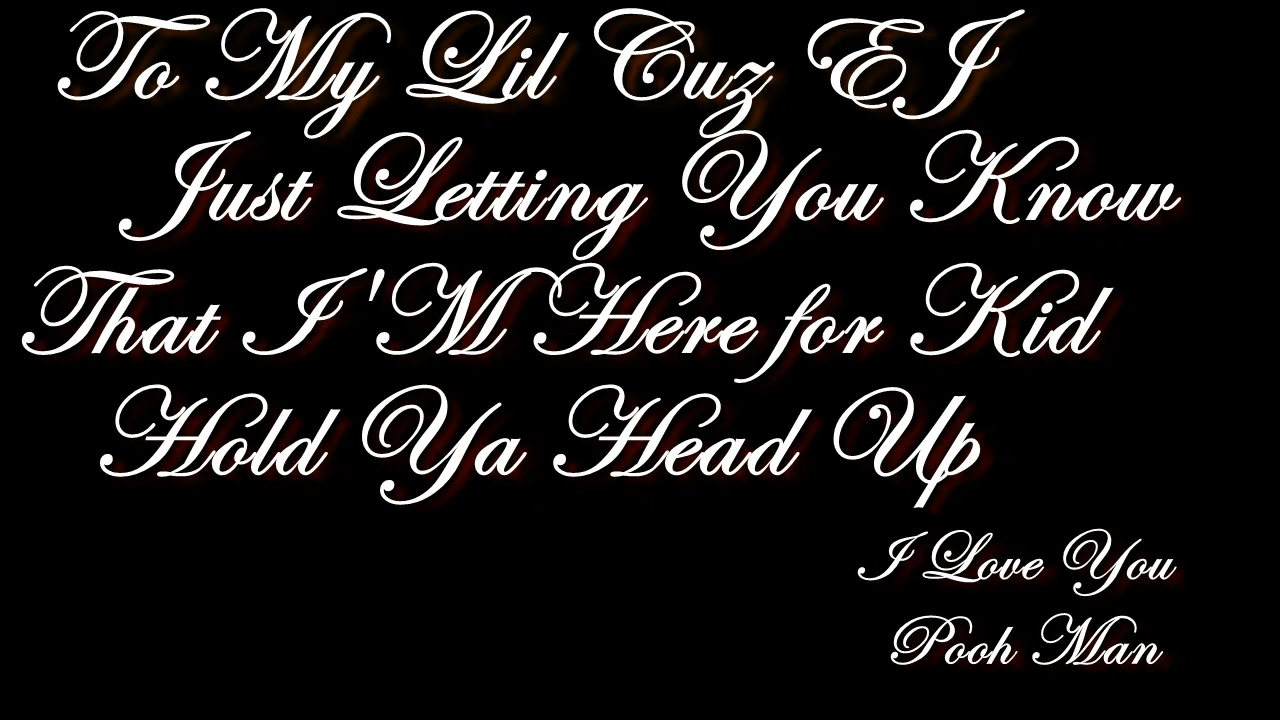 To My Lil Cuz EJ
Just Letting You Know
That I'M Here for Kid
Hold Ya Head Up
I Love You
Pooh Man